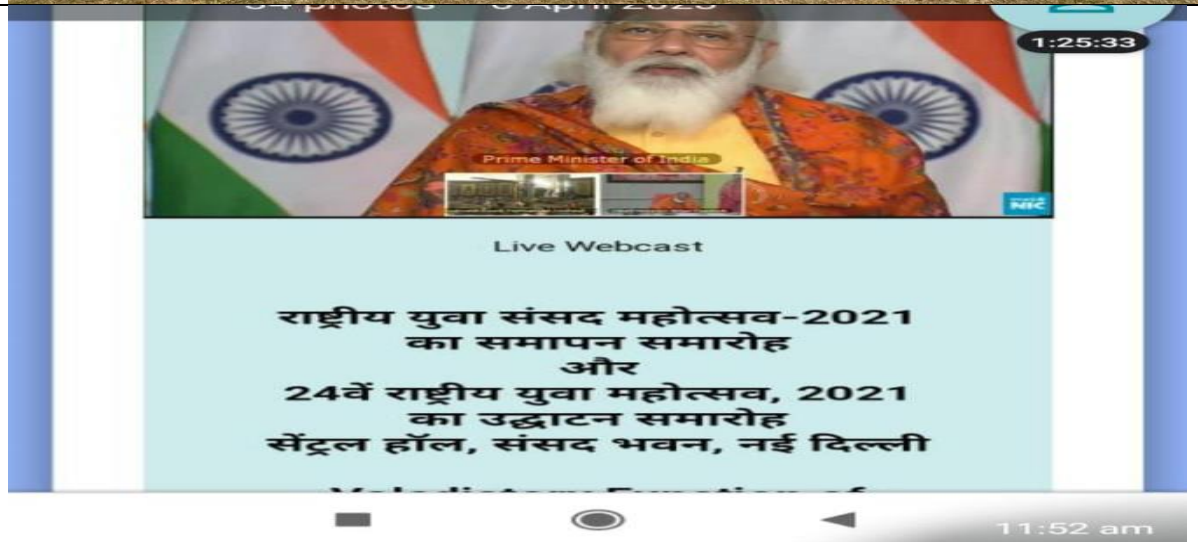 1:25:33
Prime Minister of India
NIC
Live Webcast
राष्ट्रीय युवा संसद महोत्सव-2021
का समापन समारोह
और
24वें राष्ट्रीय युवा महोत्सव, 2021
का उद्घाटन समारोह
सेंट्रल हॉल, संसद भवन, नई दिल्ली
11:52 am